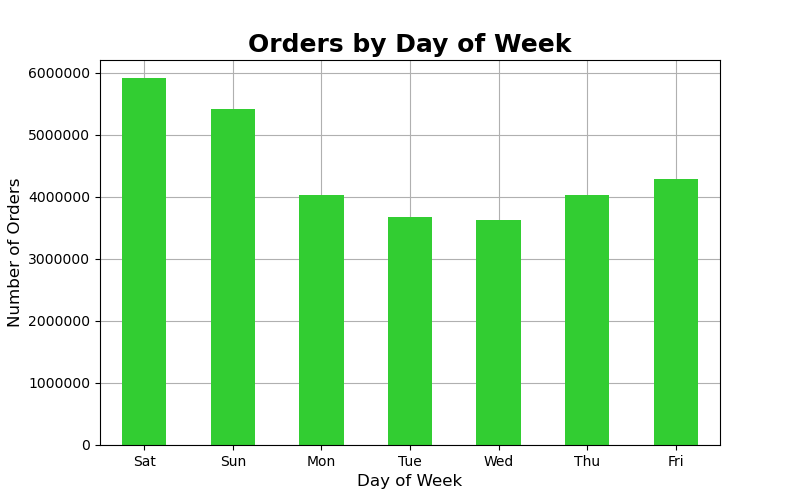 Orders by Day of Week
Number of Orders
6000000
5000000
4000000
3000000
2000000
1000000
0
Sat Sun Mon Tue Wed Thu Fri
Day of Week